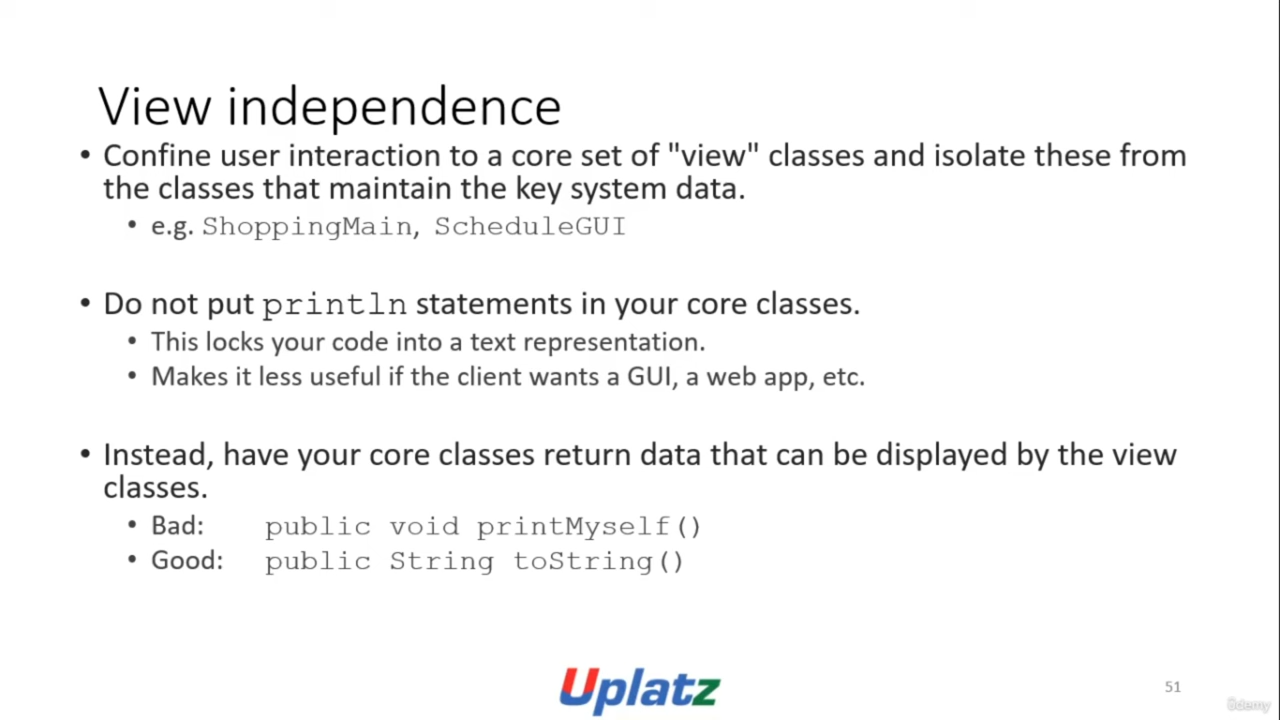 View independence
• Confine user interaction to a core set of "view" classes and isolate these from
the classes that maintain the key system data.
• e.g. ShoppingMain, ScheduleGUI
• Do not put println statements in your core classes.
• This locks your code into a text representation.
• Makes it less useful if the client wants a GUI, a web app, etc.
• Instead, have your core classes return data that can be displayed by the view
classes.
• Bad: public void printMyself()
• Good: public String toString()
Uplatz
51
ûdemy